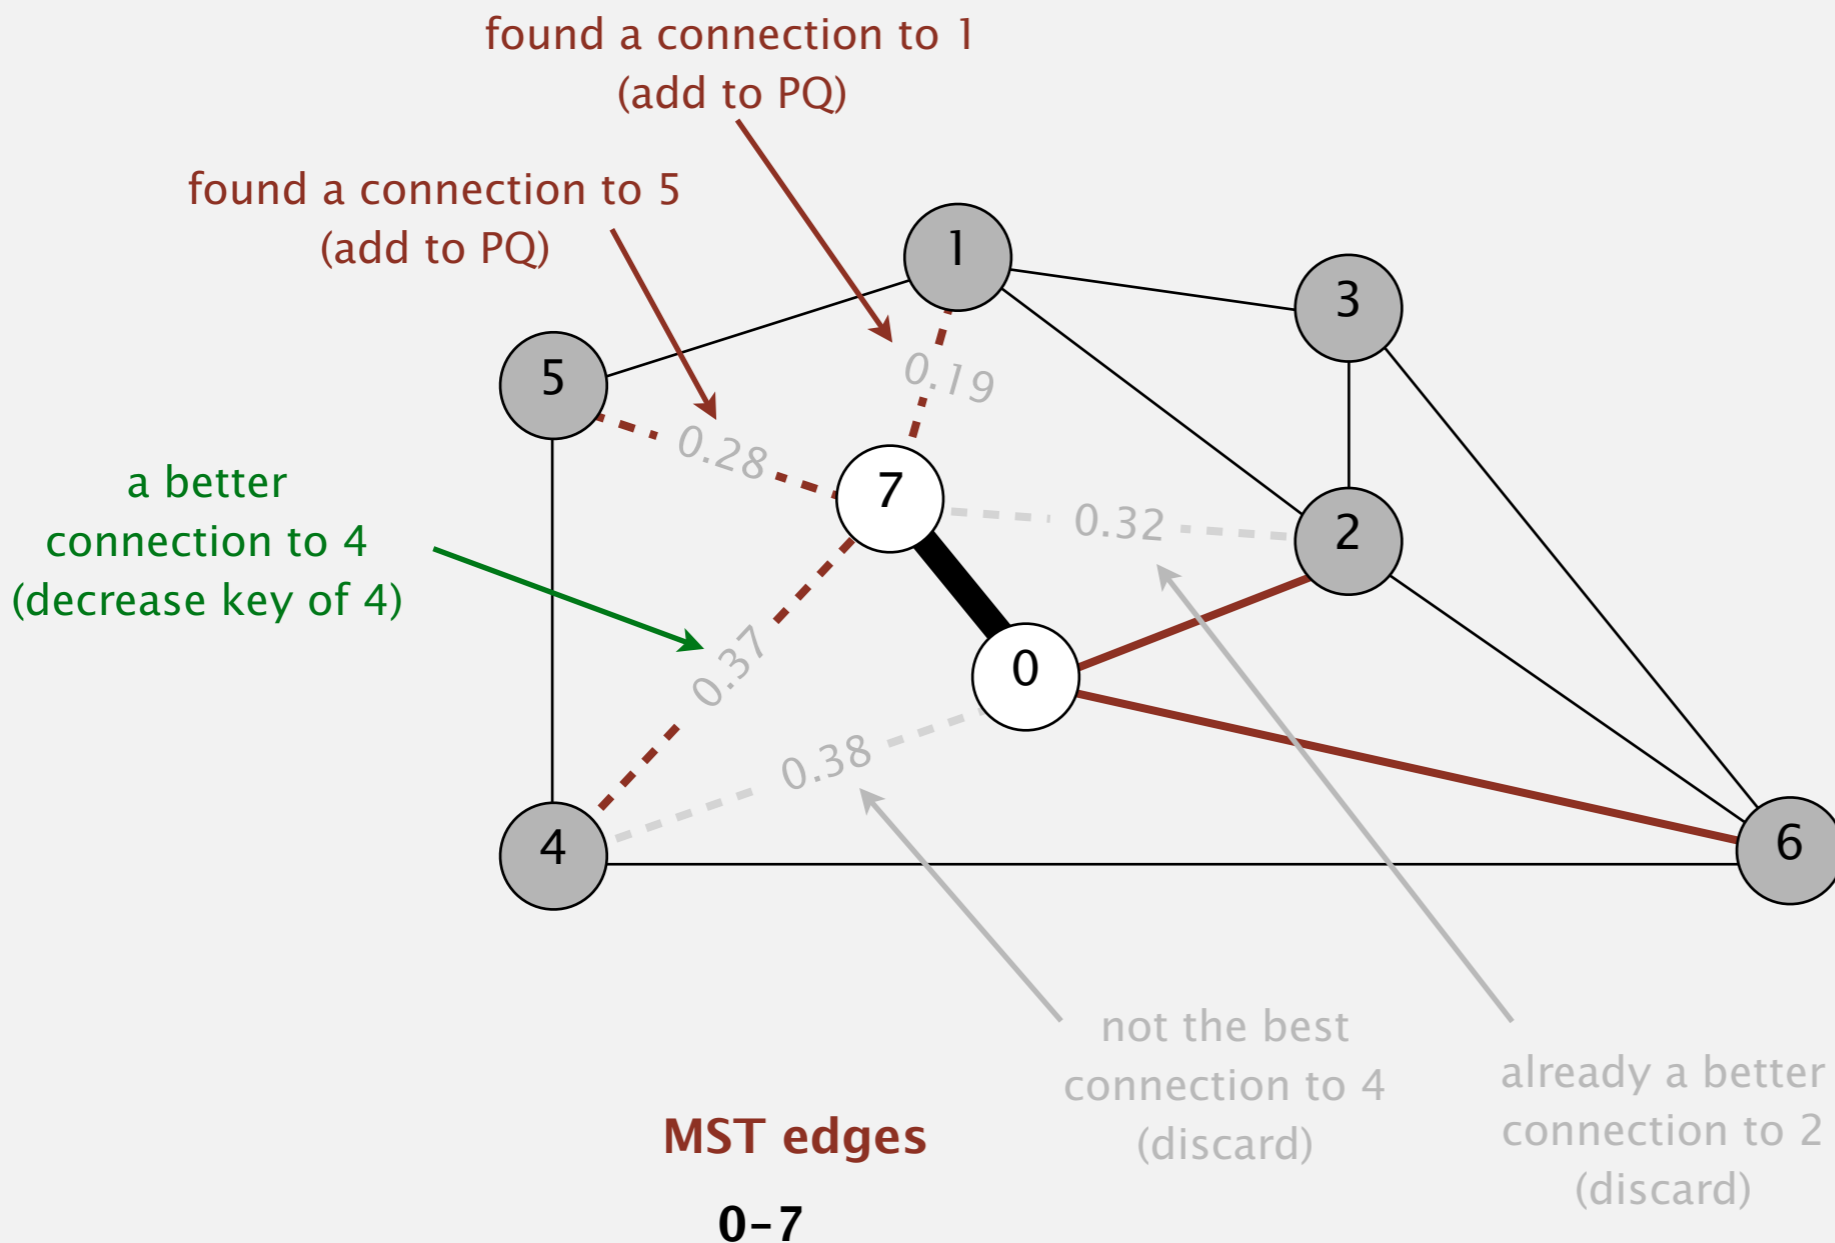 found a connection to 1
(add to PQ)
found a connection to 5
(add to PQ)
1
3
0.19
5
0.28
a better
connection to 4
(decrease key of 4)
7
0.32
2
0.37
0
0.38
4
6
not the best
connection to 4
(discard)
already a better
connection to 2
(discard)
MST edges
0-7